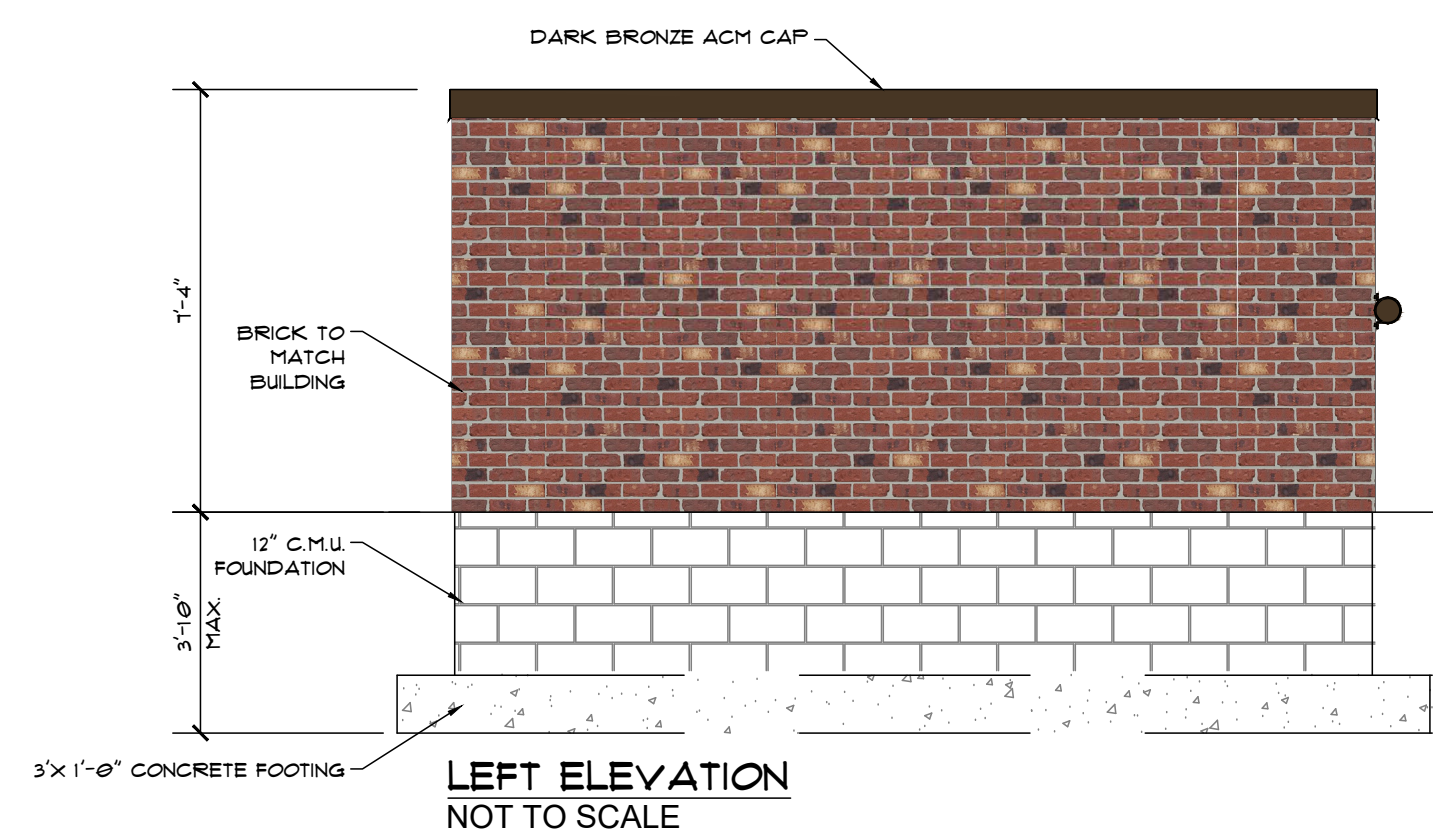 DARK BRONZE ACM CAP
7'-4"
BRICK TO
MATCH
BUILDING
12" C.M.U.
FOUNDATION
3'-10"
MAX.
3'X 1'-0" CONCRETE FOOTING
LEFT ELEVATION
NOT TO SCALE